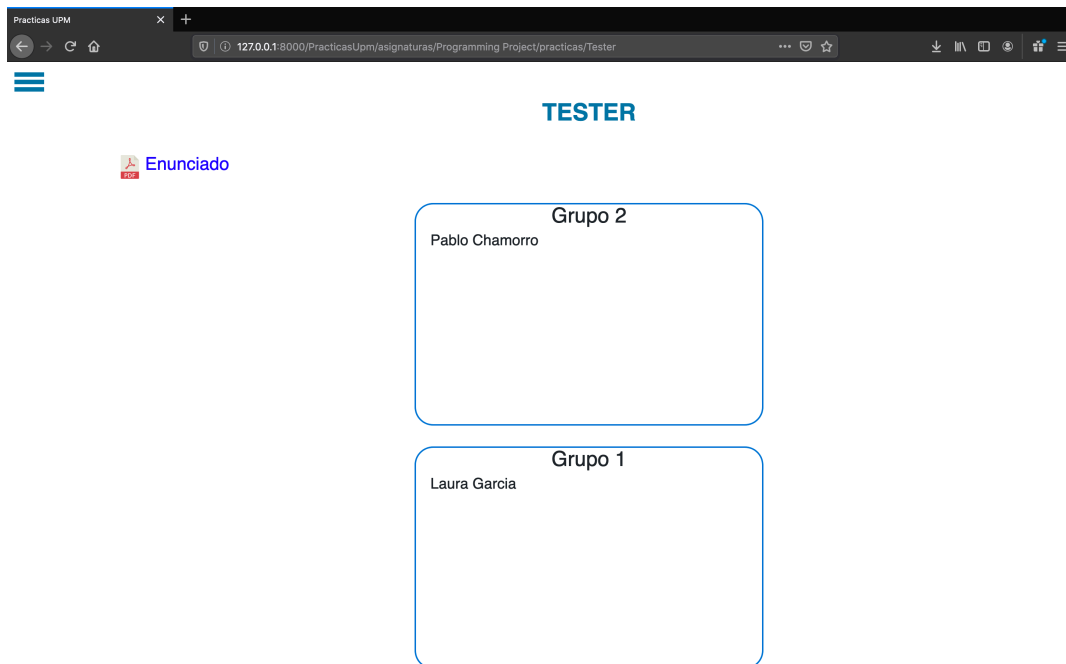 Practicas UPM
127.0.0.1:8000/PracticasUpm/asignaturas/Programming Project/practicas/Tester
TESTER
PDF
Enunciado
Grupo 2
Pablo Chamorro
Grupo 1
Laura Garcia